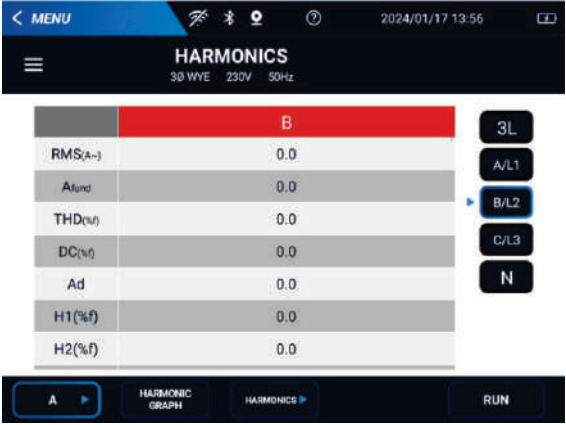 < MENU
2024/01/17 13:56
HARMONICS
3Ø WYE 230V 50Hz
B
RMS(A~) 0.0
Afund 0.0
THD(%f) 0.0
DC(%f) 0.0
Ad 0.0
H1(%f) 0.0
H2(%f) 0.0
3L
A/L1
B/L2
C/L3
N
A
HARMONIC
GRAPH
HARMONICS
RUN